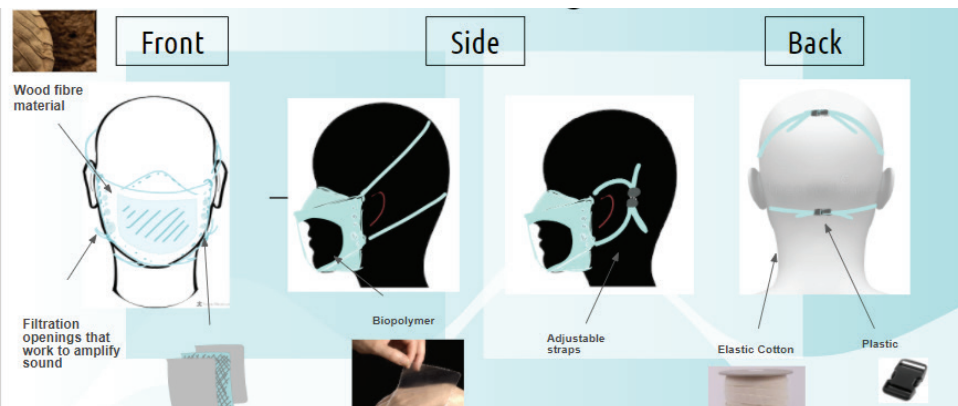 Front
Side
Back
Wood fibre
material
Filtration
openings that
work to amplify
sound
Biopolymer
Adjustable
straps
Elastic Cotton
Plastic